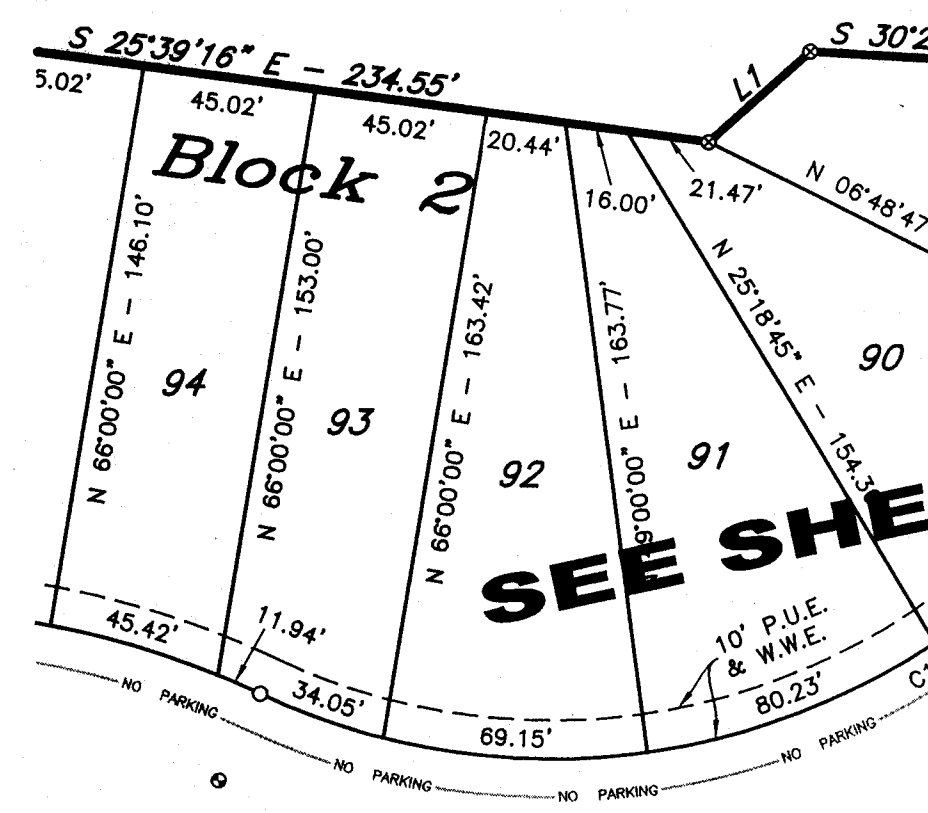 S 25°39'16" E - 234.55'
S 30°2
L1
5.02'
45.02'
45.02'
20.44'
16.00'
21.47'
N 06°48'47
Block 2
N 66°00'00" E - 146.10'
N 66°00'00" E - 153.00'
N 66°00'00" E - 163.42'
9°00'00" E - 163.77'
N 25°18'45" E - 154.3
94
93
92
91
90
SEE SHE
45.42'
11.94'
34.05'
69.15'
80.23'
10' P.U.E.
& W.W.E.
C1
NO PARKING
NO PARKING
NO PARKING
NO PARKING